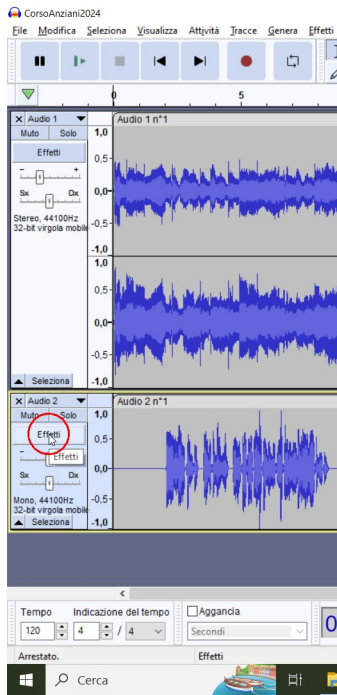 CorsoAnziani2024
File Modifica Seleziona Visualizza Attività Tracce Genera Effetti
0 5
Audio 1
Audio 1 n°1
Muto Solo
Effetti
- +
Sx Dx
Stereo, 44100Hz
32-bit virgola mobile
1,0
0,5
0,0
-0,5
-1,0
1,0
0,5
0,0
-0,5
-1,0
Seleziona
Audio 2
Audio 2 n°1
Muto Solo
Effetti
Effetti
Sx Dx
Mono, 44100Hz
32-bit virgola mobile
1,0
0,5
0,0
-0,5
-1,0
Seleziona
Tempo Indicazione del tempo Aggancia
120 4 / 4 Secondi 0
Arrestato. Effetti
Cerca